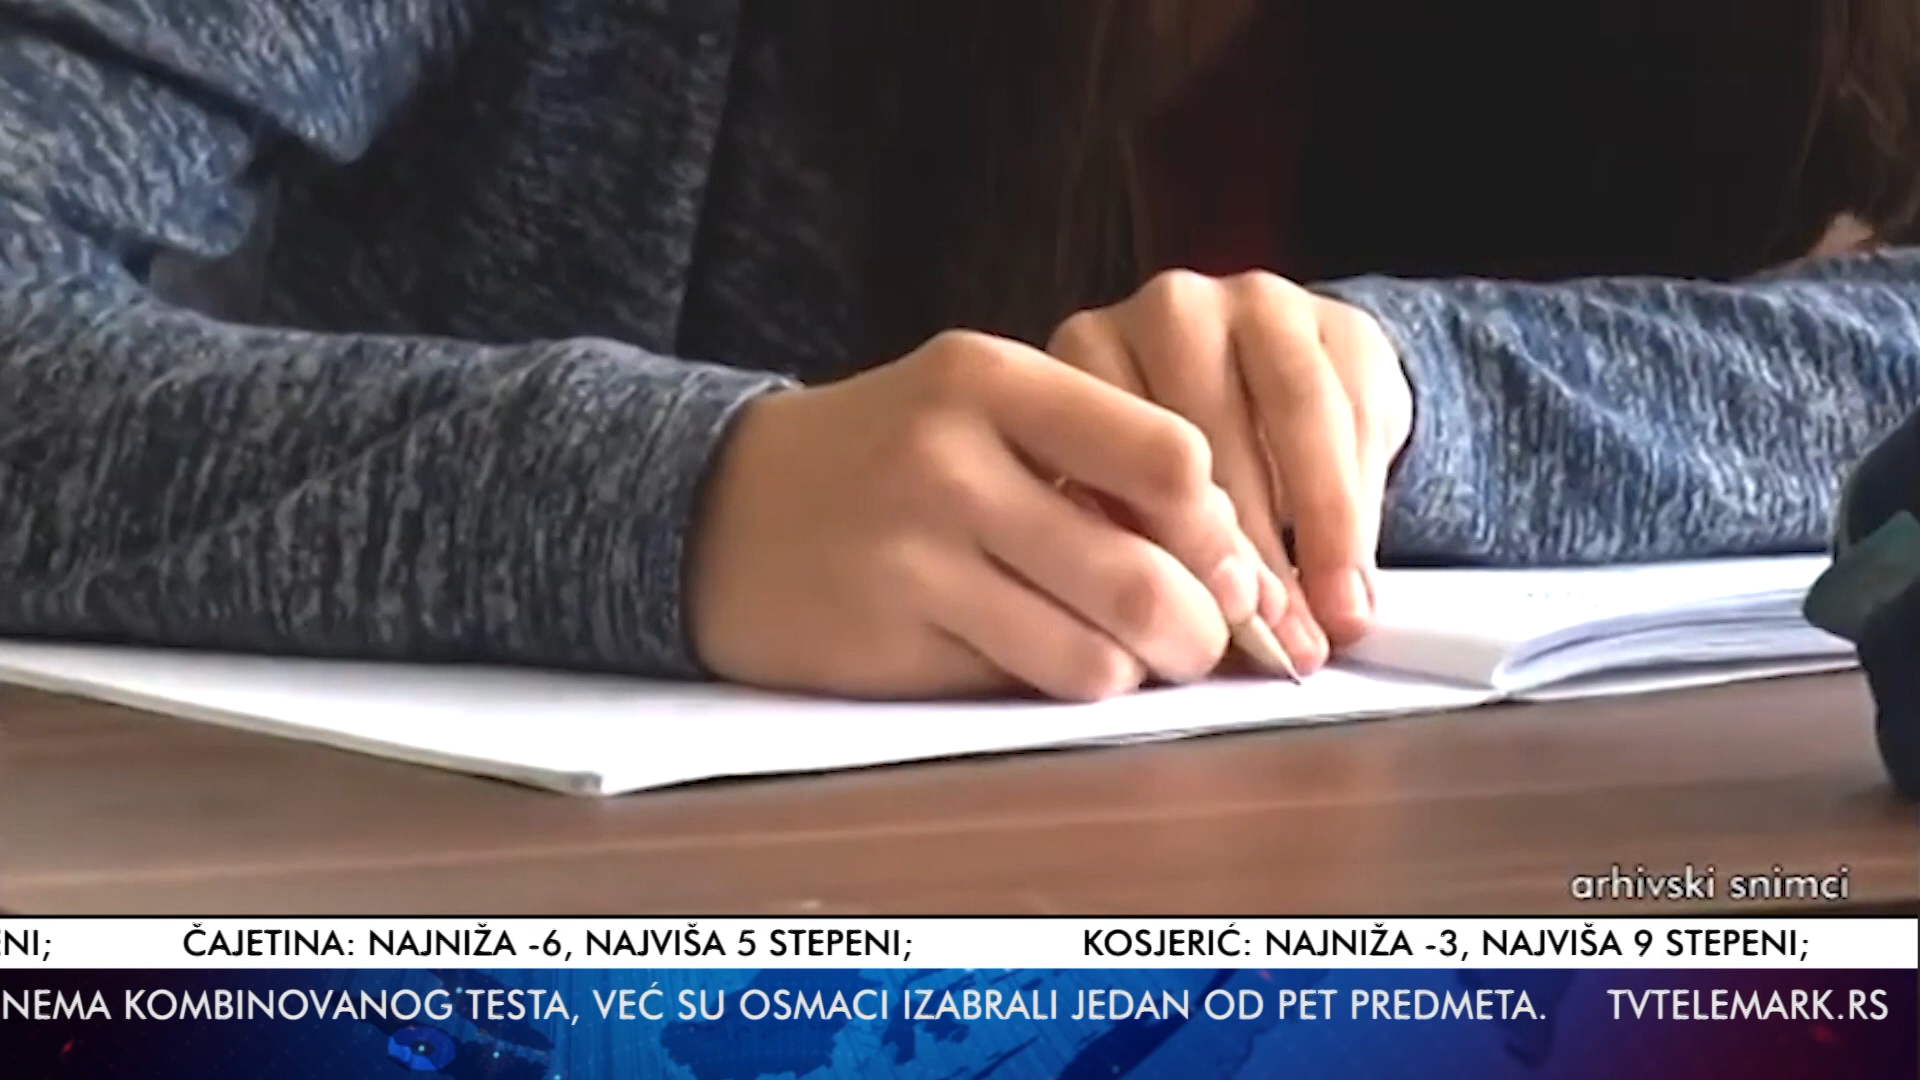 arhivski snimci
ENI; ČAJETINA: NAJNIŽA -6, NAJVIŠA 5 STEPENI; KOSJERIĆ: NAJNIŽA -3, NAJVIŠA 9 STEPENI;
NEMA KOMBINOVANOG TESTA, VEĆ SU OSMACI IZABRALI JEDAN OD PET PREDMETA. TVTELEMARK.RS